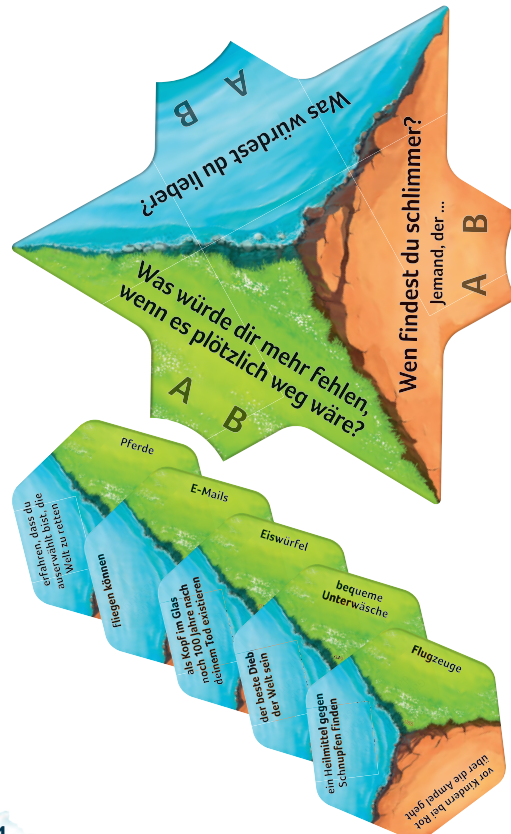 Was würdest du lieber?
A
B
Wen findest du schlimmer?
Jemand, der ...
A
B
Was würde dir mehr fehlen,
wenn es plötzlich weg wäre?
A
B
Pferde
erfahren, dass du
auserwählt bist, die
Welt zu retten
E-Mails
Fliegen können
Eiswürfel
als Kopf im Glas
noch 100 Jahre nach
deinem Tod existieren
bequeme
Unterwäsche
der beste Dieb
der Welt sein
Flugzeuge
ein Heilmittel gegen
Schnupfen finden
vor Kindern bei Rot
über die Ampel geht